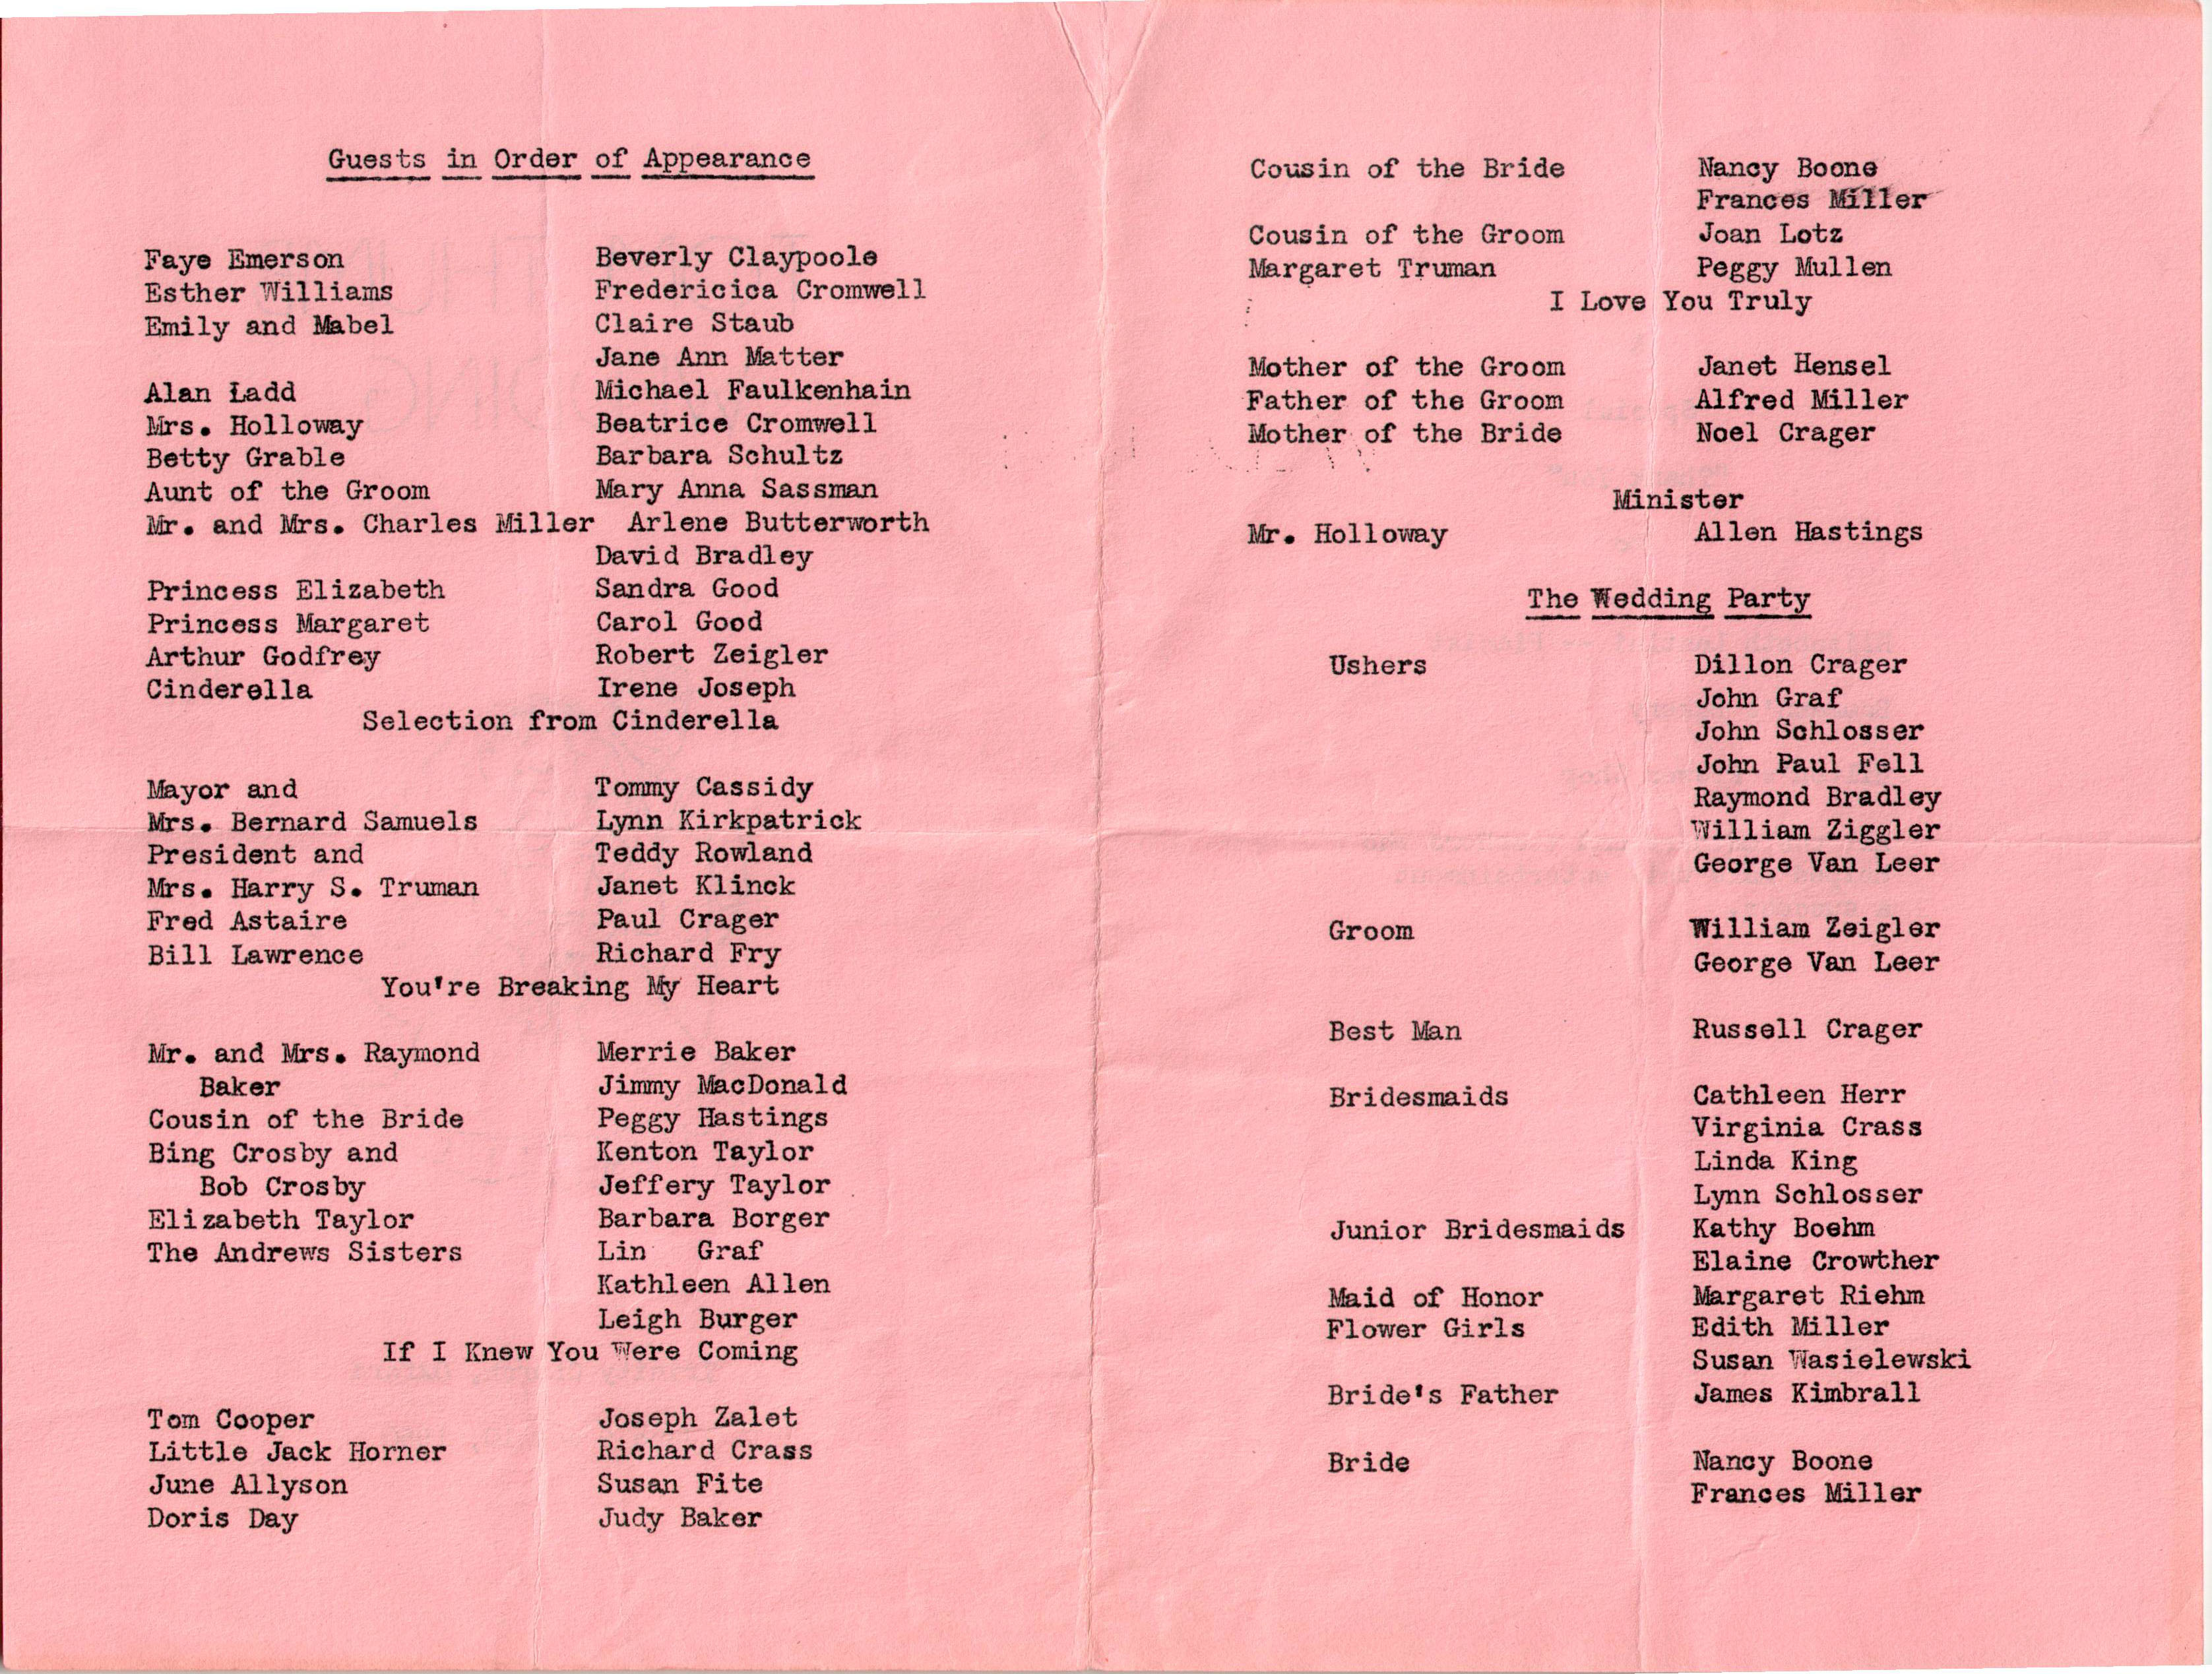 Guests in Order of Appearance
Faye Emerson Beverly Claypoole
Esther Williams Fredericica Cromwell
Emily and Mabel Claire Staub
Jane Ann Matter
Alan Ladd Michael Faulkenhain
Mrs. Holloway Beatrice Cromwell
Betty Grable Barbara Schultz
Aunt of the Groom Mary Anna Sassman
Mr. and Mrs. Charles Miller Arlene Butterworth
David Bradley
Princess Elizabeth Sandra Good
Princess Margaret Carol Good
Arthur Godfrey Robert Zeigler
Cinderella Irene Joseph
Selection from Cinderella
Mayor and Tommy Cassidy
Mrs. Bernard Samuels Lynn Kirkpatrick
President and Teddy Rowland
Mrs. Harry S. Truman Janet Klinck
Fred Astaire Paul Crager
Bill Lawrence Richard Fry
You're Breaking My Heart
Mr. and Mrs. Raymond Merrie Baker
Baker Jimmy MacDonald
Cousin of the Bride Peggy Hastings
Bing Crosby and Kenton Taylor
Bob Crosby Jeffery Taylor
Elizabeth Taylor Barbara Borger
The Andrews Sisters Lin Graf
Kathleen Allen
Leigh Burger
If I Knew You Were Coming
Tom Cooper Joseph Zalet
Little Jack Horner Richard Crass
June Allyson Susan Fite
Doris Day Judy Baker
Cousin of the Bride Nancy Boone
Frances Miller
Cousin of the Groom Joan Lotz
Margaret Truman Peggy Mullen
I Love You Truly
Mother of the Groom Janet Hensel
Father of the Groom Alfred Miller
Mother of the Bride Noel Crager
Minister
Mr. Holloway Allen Hastings
The Wedding Party
Ushers Dillon Crager
John Graf
John Schlosser
John Paul Fell
Raymond Bradley
William Ziggler
George Van Leer
Groom William Zeigler
George Van Leer
Best Man Russell Crager
Bridesmaids Cathleen Herr
Virginia Crass
Linda King
Lynn Schlosser
Junior Bridesmaids Kathy Boehm
Elaine Crowther
Maid of Honor Margaret Riehm
Flower Girls Edith Miller
Susan Wasielewski
Bride's Father James Kimbrall
Bride Nancy Boone
Frances Miller